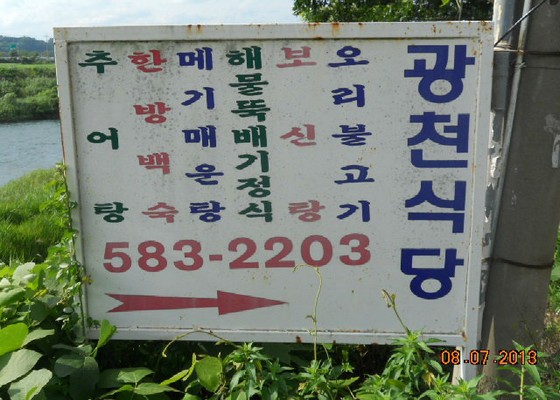 광천식당
오리불고기
보신탕
해물뚝배기정식
메기매운탕
한방백숙
추어탕
583-2203
08-07-2013